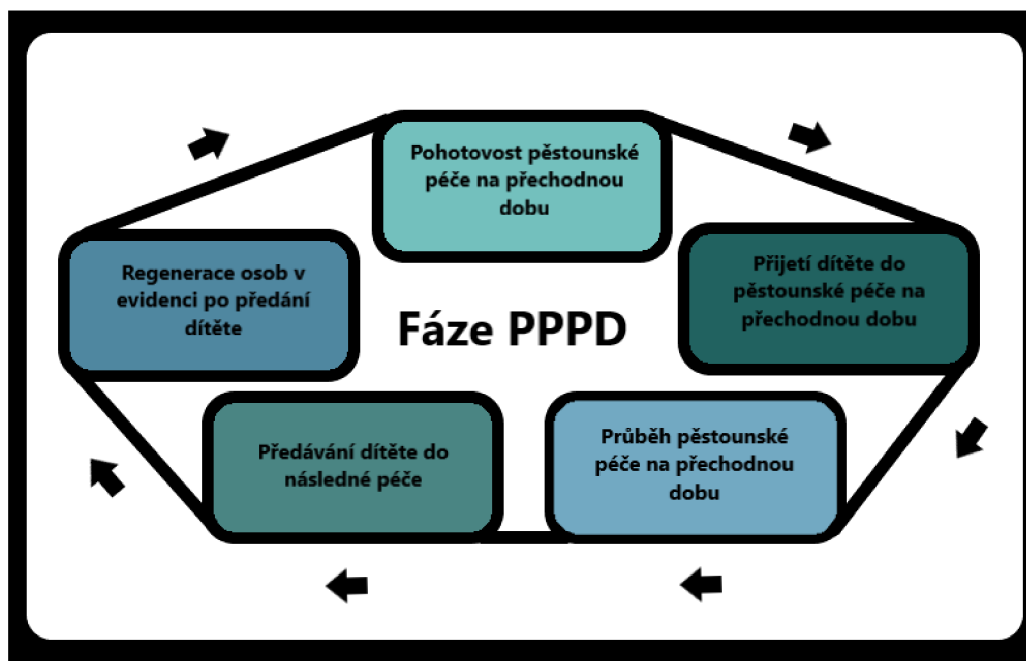 Pohotovost pěstounské
péče na přechodnou
dobu
Přijetí dítěte do
pěstounské péče na
přechodnou dobu
Regenerace osob v
evidenci po předání
dítěte
Fáze PPPD
Předávání dítěte do
následné péče
Průběh pěstounské
péče na přechodnou
dobu